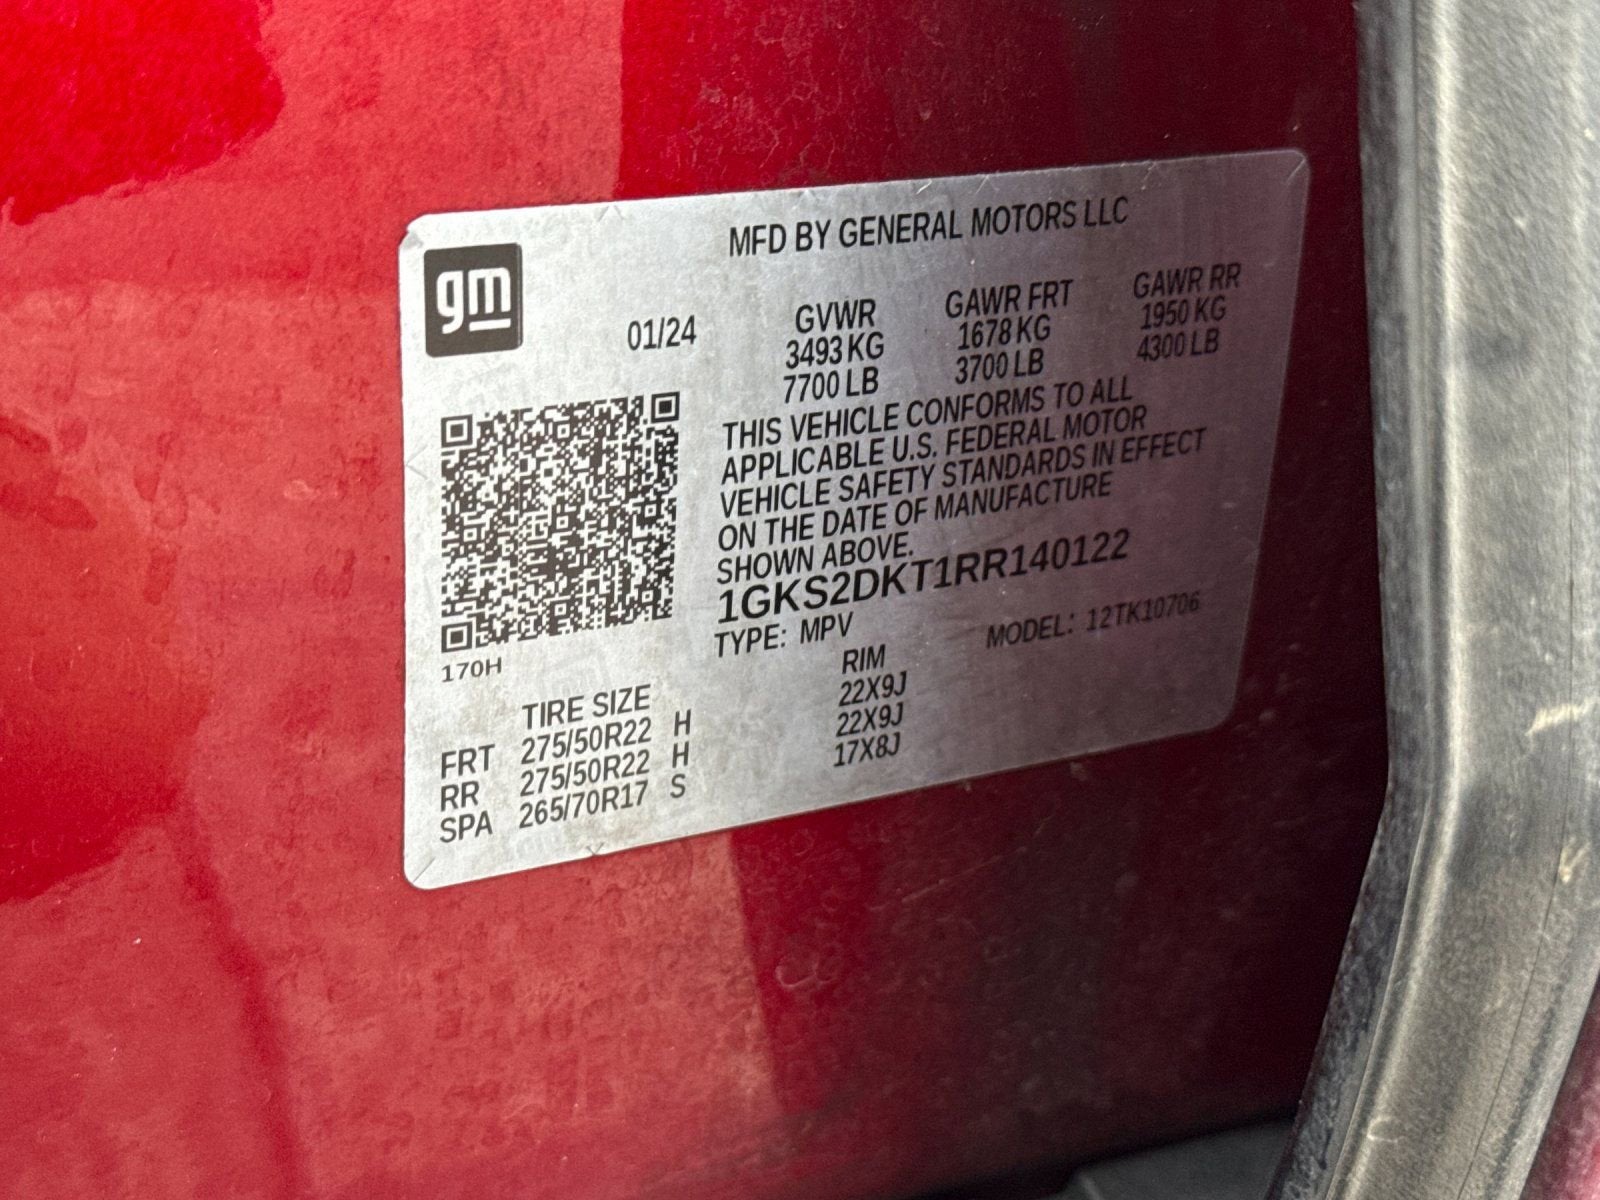 gm
MFD BY GENERAL MOTORS LLC
01/24
GVWR GAWR FRT GAWR RR
3493 KG 1678 KG 1950 KG
7700 LB 3700 LB 4300 LB
THIS VEHICLE CONFORMS TO ALL
APPLICABLE U.S. FEDERAL MOTOR
VEHICLE SAFETY STANDARDS IN EFFECT
ON THE DATE OF MANUFACTURE
SHOWN ABOVE.
1GKS2DKT1RR140122
TYPE: MPV MODEL: 12TK10706
170H
TIRE SIZE RIM
FRT 275/50R22 H 22X9J
RR 275/50R22 H 22X9J
SPA 265/70R17 S 17X8J